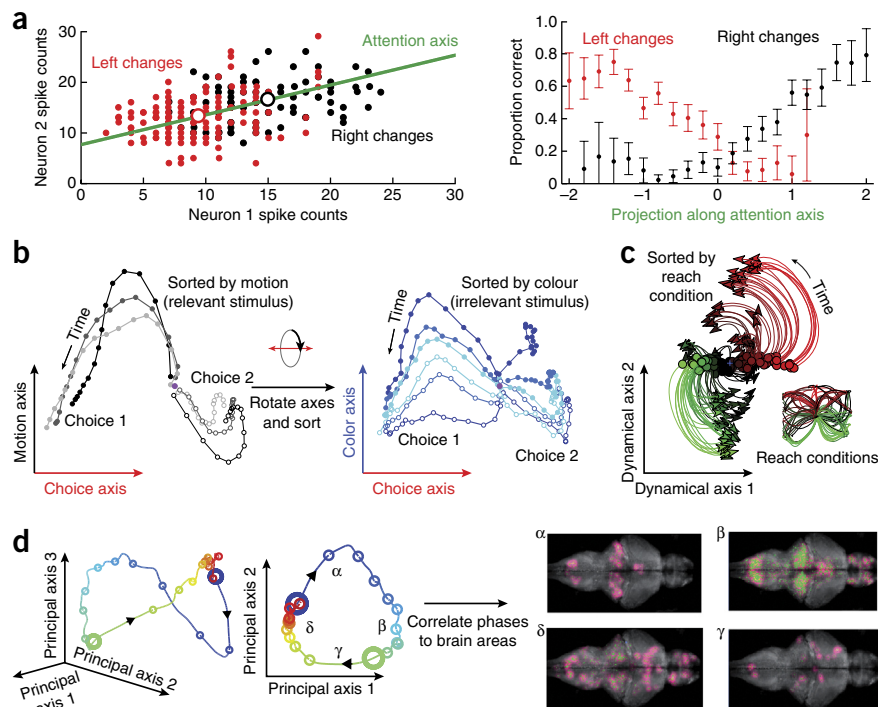 a
30
20
10
0
Neuron 2 spike counts
Left changes
Attention axis
Right changes
0 5 10 15 20 25 30
Neuron 1 spike counts
1.0
0.8
0.6
0.4
0.2
0
Proportion correct
Left changes
Right changes
–2 –1 0 1 2
Projection along attention axis
b
Motion axis
Time
Sorted by motion
(relevant stimulus)
Choice 1
Choice 2
Choice axis
Rotate axes
and sort
Color axis
Time
Sorted by colour
(irrelevant stimulus)
Choice 1
Choice 2
Choice axis
c
Sorted by
reach
condition
Time
Dynamical axis 2
Dynamical axis 1
Reach conditions
d
Principal axis 3
Principal axis 2
Principal
axis 1
Principal axis 2
α
β
δ
γ
Principal axis 1
Correlate phases
to brain areas
α
β
δ
γ